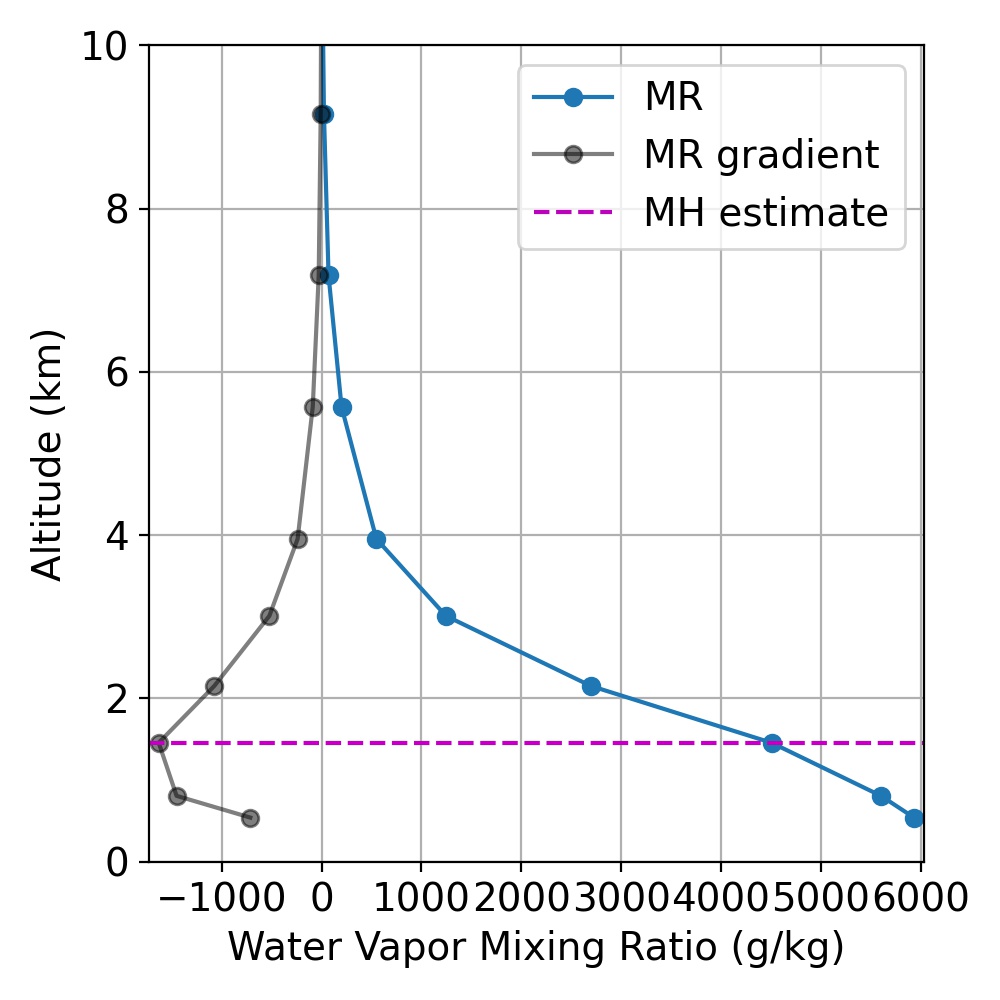 10
8
6
4
2
0
Altitude (km)
MR
MR gradient
MH estimate
−1000 0 1000 2000 3000 4000 5000 6000
Water Vapor Mixing Ratio (g/kg)